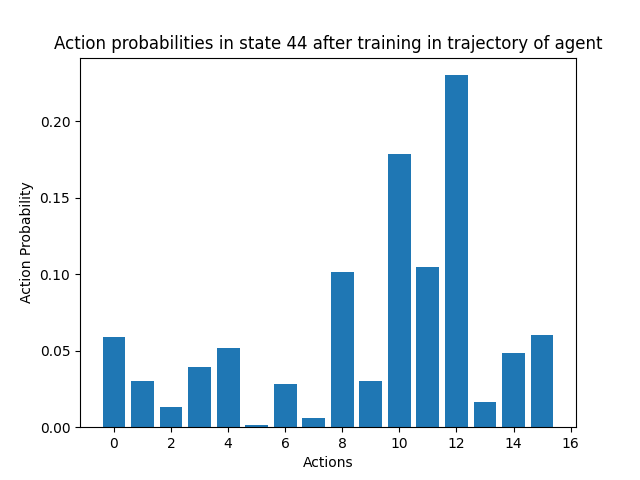 Action probabilities in state 44 after training in trajectory of agent
Action Probability
0.20
0.15
0.10
0.05
0.00
0 2 4 6 8 10 12 14 16
Actions